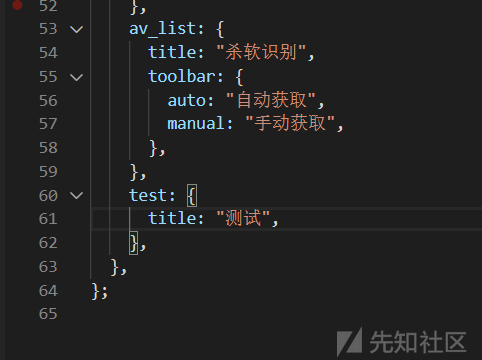 52 },
53 av_list: {
54 title: "杀软识别",
55 toolbar: {
56 auto: "自动获取",
57 manual: "手动获取",
58 },
59 },
60 test: {
61 title: "测试",
62 },
63 },
64 };
65
先知社区